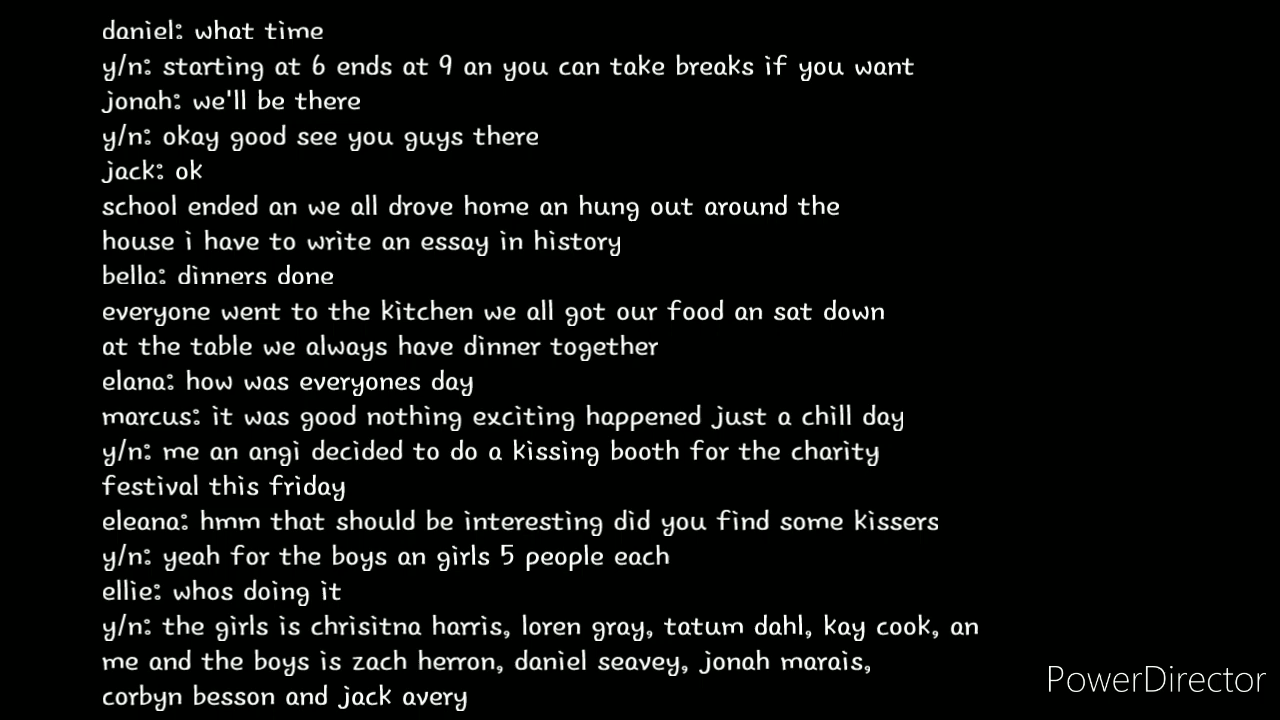 daniel: what time
y/n: starting at 6 ends at 9 an you can take breaks if you want
jonah: we'll be there
y/n: okay good see you guys there
jack: ok
school ended an we all drove home an hung out around the
house i have to write an essay in history
bella: dinners done
everyone went to the kitchen we all got our food an sat down
at the table we always have dinner together
elana: how was everyones day
marcus: it was good nothing exciting happened just a chill day
y/n: me an angi decided to do a kissing booth for the charity
festival this friday
eleana: hmm that should be interesting did you find some kissers
y/n: yeah for the boys an girls 5 people each
ellie: whos doing it
y/n: the girls is chrisitna harris, loren gray, tatum dahl, kay cook, an
me and the boys is zach herron, daniel seavey, jonah marais,
corbyn besson and jack avery
PowerDirector